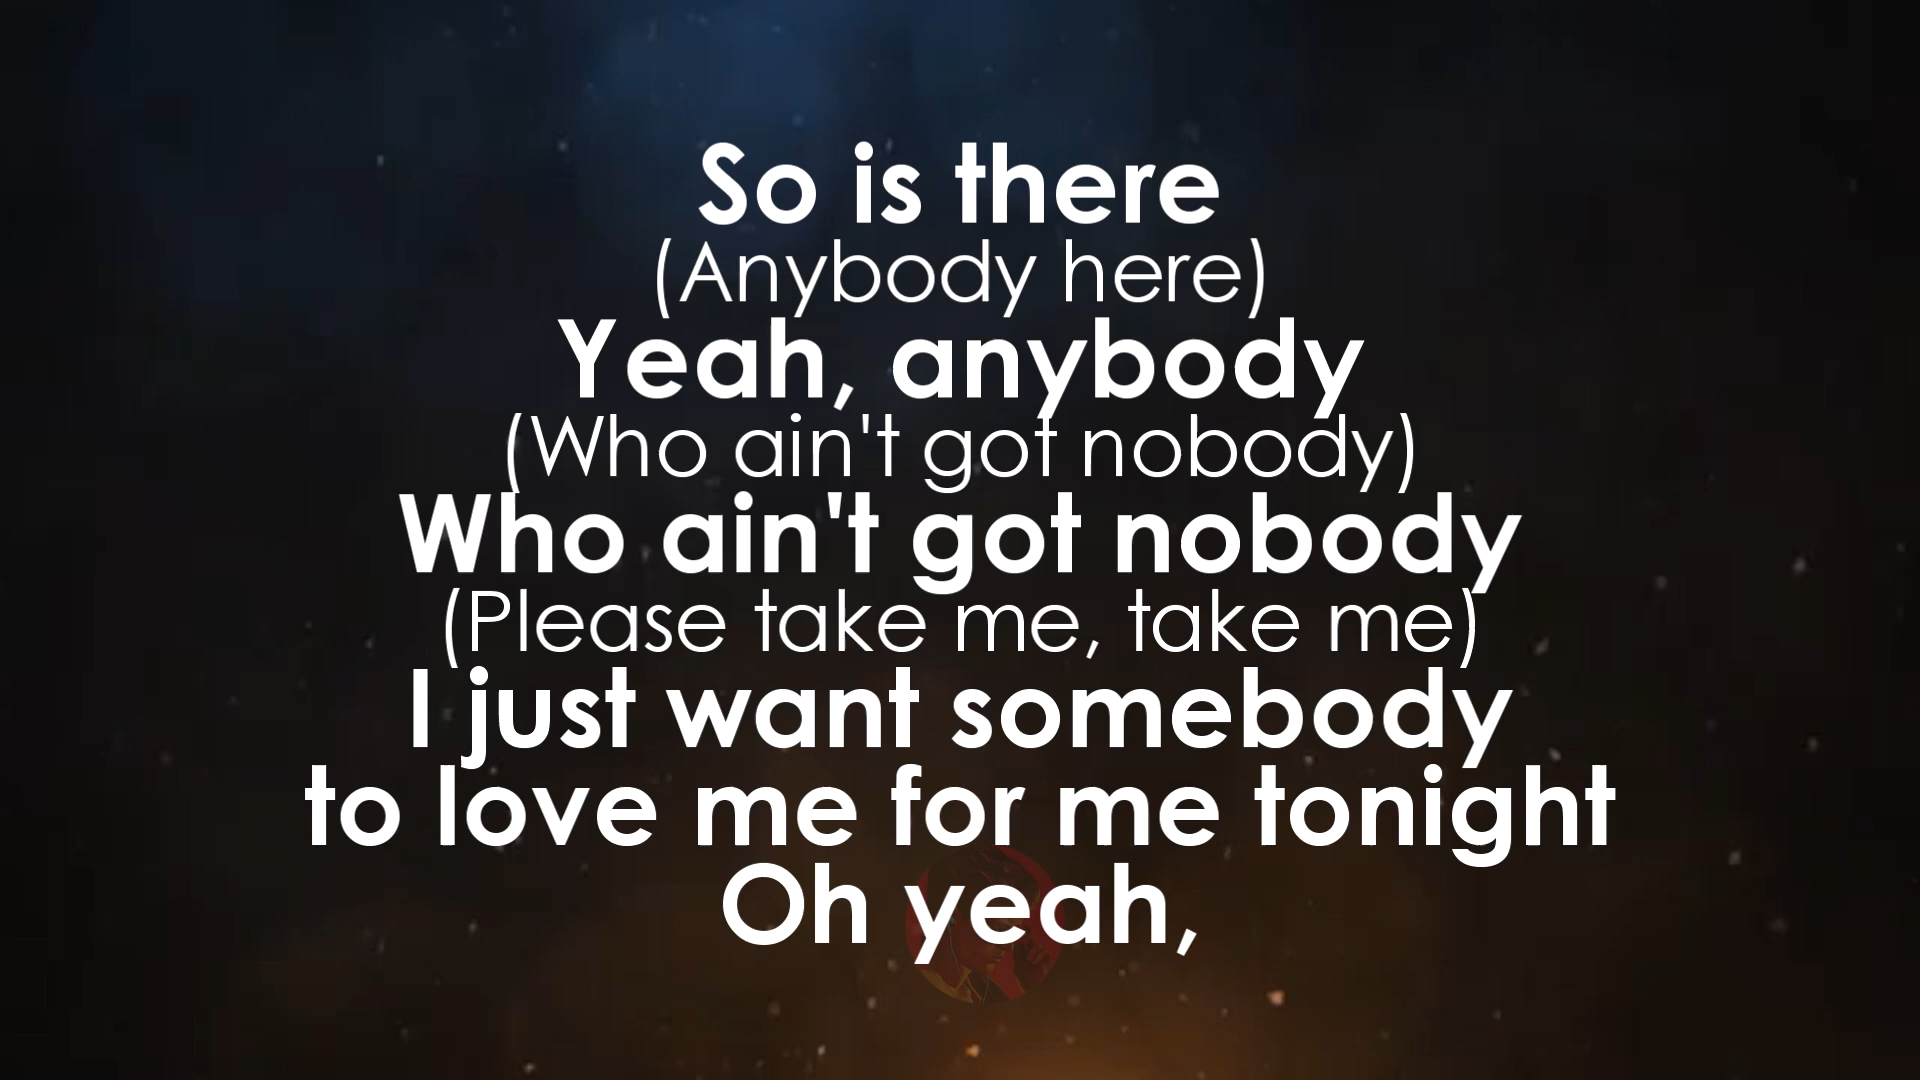 So is there
(Anybody here)
Yeah, anybody
(Who ain't got nobody)
Who ain't got nobody
(Please take me, take me)
I just want somebody
to love me for me tonight
Oh yeah,